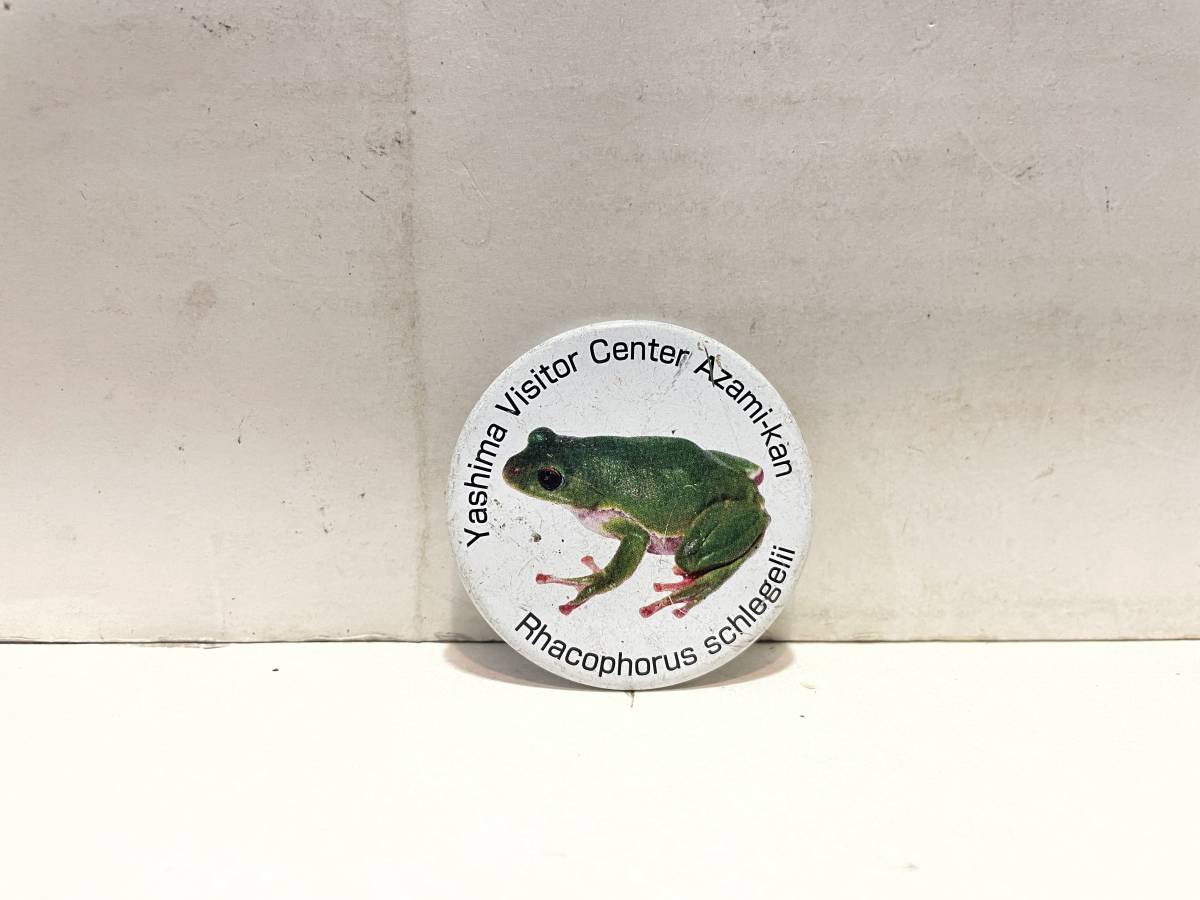 Yashima Visitor Center Azami-kan
Rhacophorus schlegelii